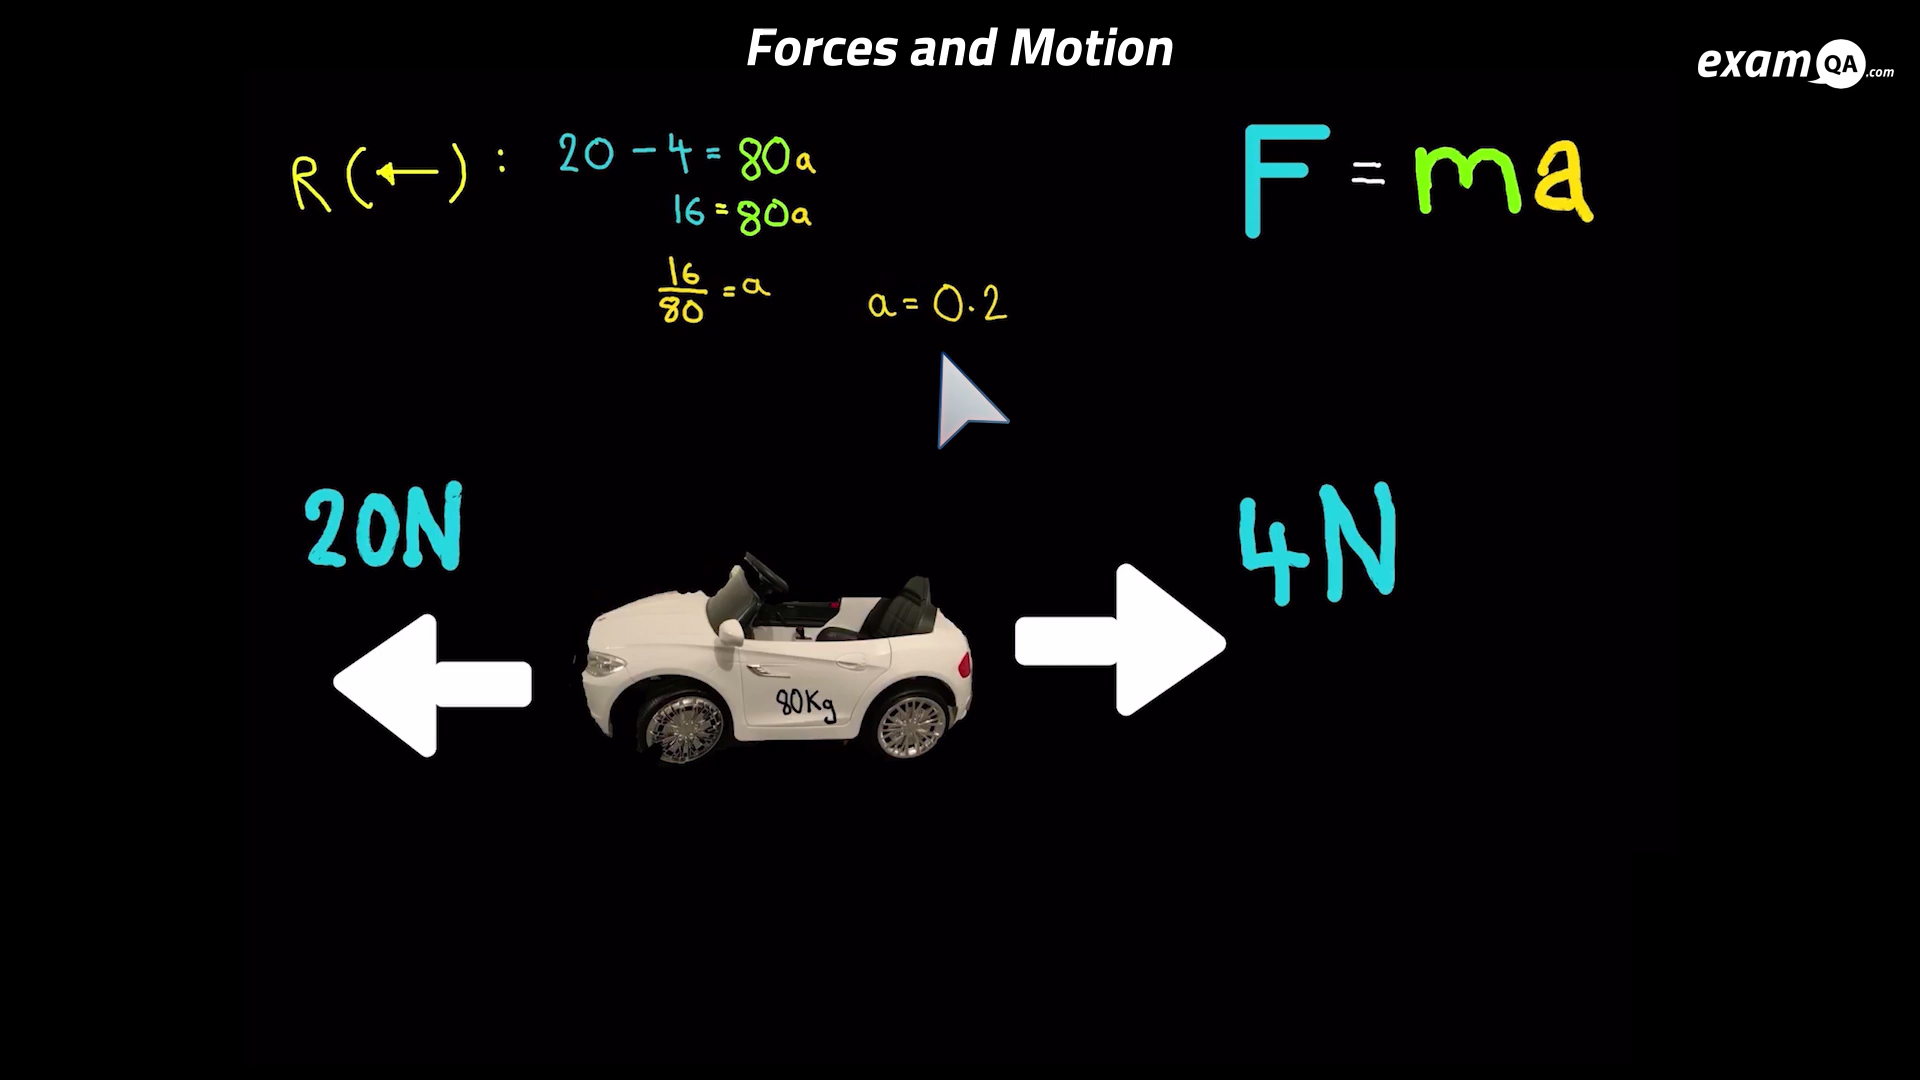 Forces and Motion
examQA.com
R (←) : 20 - 4 = 80a
16 = 80a
16/80 = a
a = 0.2
F = ma
20N
4N
80Kg